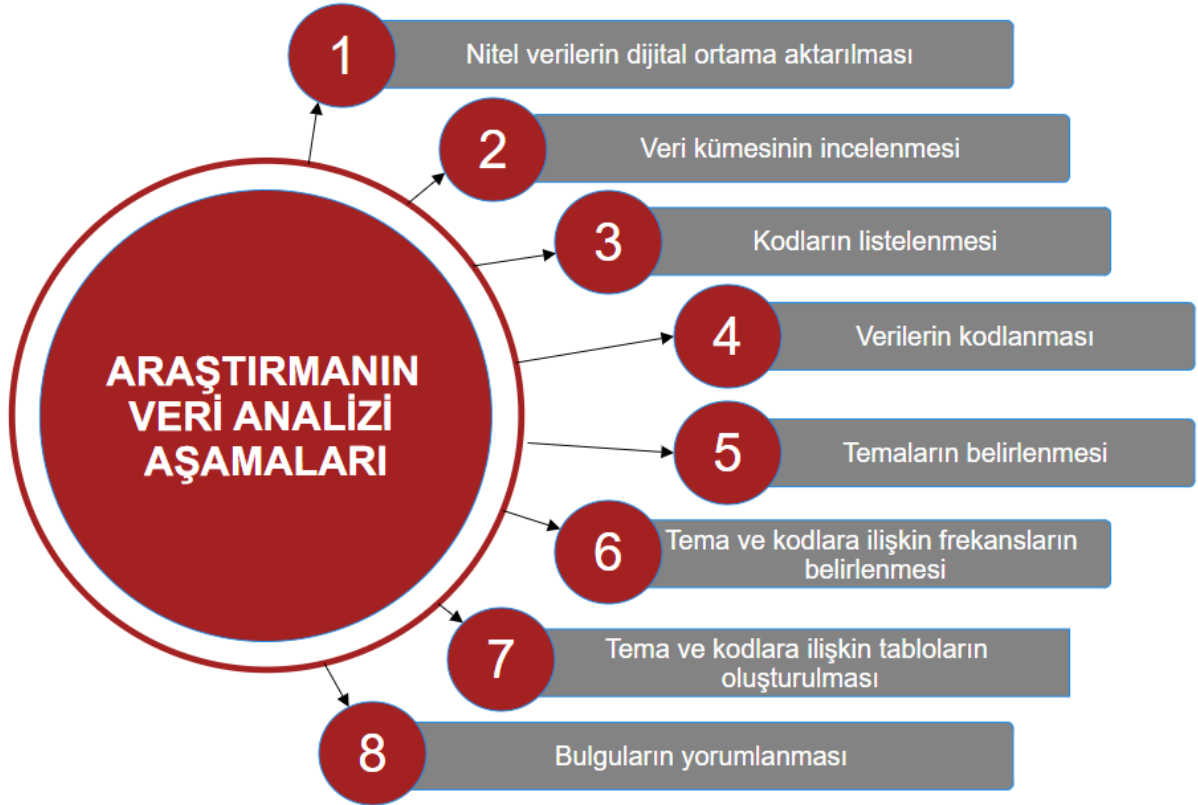 1
Nitel verilerin dijital ortama aktarılması
2
Veri kümesinin incelenmesi
3
Kodların listelenmesi
4
Verilerin kodlanması
ARAŞTIRMANIN
VERİ ANALİZİ
AŞAMALARI
5
Temaların belirlenmesi
6
Tema ve kodlara ilişkin frekansların
belirlenmesi
7
Tema ve kodlara ilişkin tabloların
oluşturulması
8
Bulguların yorumlanması